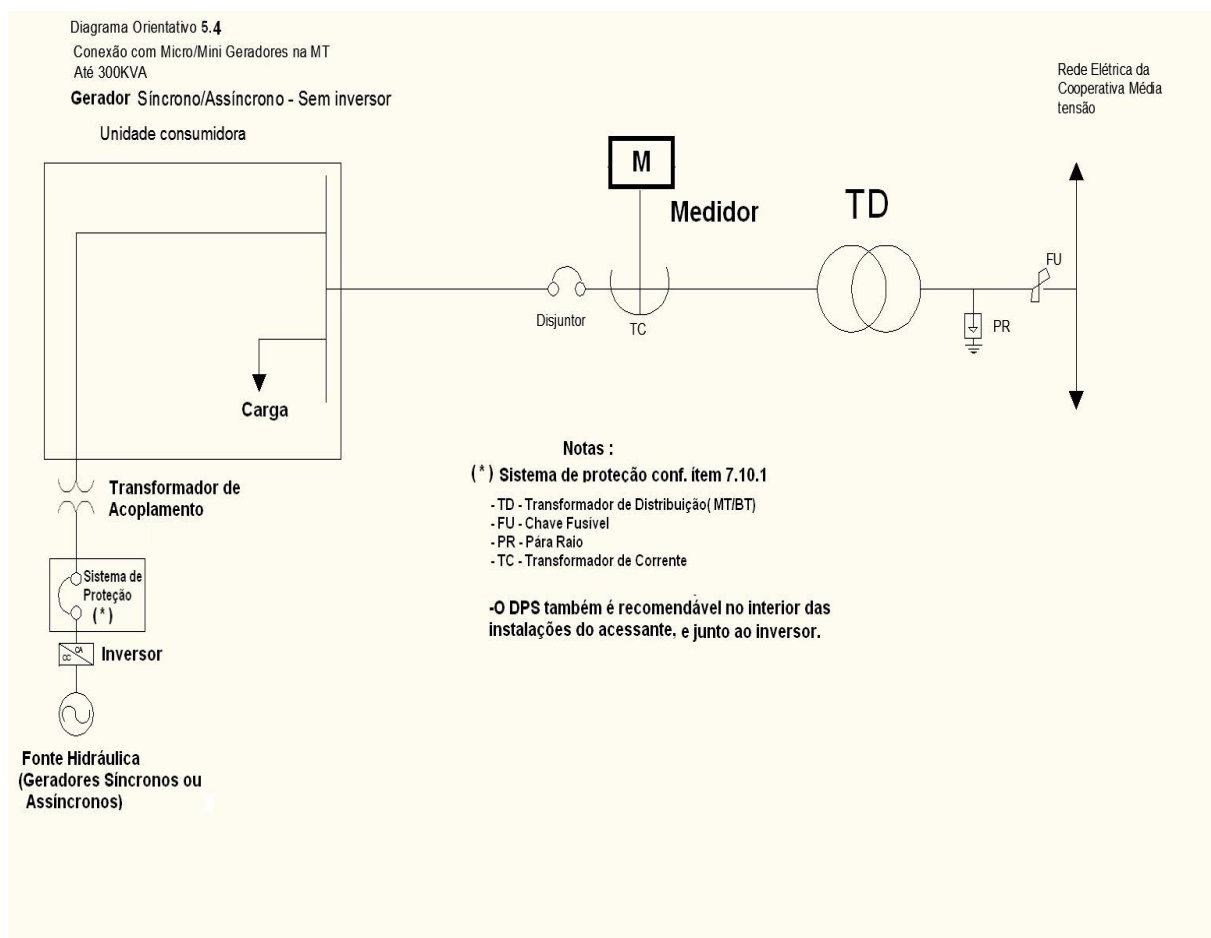 Diagrama Orientativo 5.4
Conexão com Micro/Mini Geradores na MT
Até 300KVA
Gerador Síncrono/Assíncrono - Sem inversor
Unidade consumidora
Rede Elétrica da
Cooperativa Média
tensão
M
Medidor
TD
FU
Disjuntor
TC
PR
Carga
Transformador de
Acoplamento
Sistema de
Proteção
(*)
CA
CC
Inversor
Fonte Hidráulica
(Geradores Síncronos ou
Assíncronos)
Notas :
(*) Sistema de proteção conf. ítem 7.10.1
- TD - Transformador de Distribuição( MT/BT)
- FU - Chave Fusível
- PR - Pára Raio
- TC - Transformador de Corrente
-O DPS também é recomendável no interior das
instalações do acessante, e junto ao inversor.